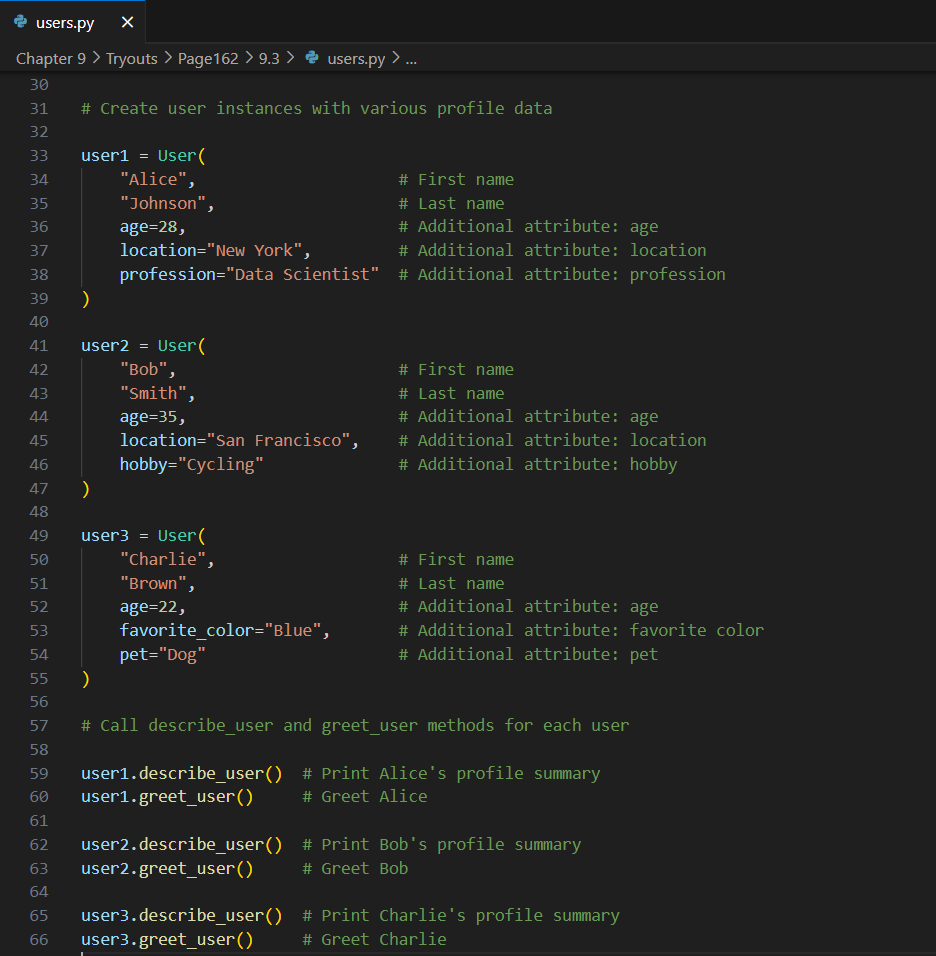 users.py ×
Chapter 9 > Tryouts > Page162 > 9.3 > users.py > ...
30
31 # Create user instances with various profile data
32
33 user1 = User(
34     "Alice",                     # First name
35     "Johnson",                   # Last name
36     age=28,                      # Additional attribute: age
37     location="New York",         # Additional attribute: location
38     profession="Data Scientist"  # Additional attribute: profession
39 )
40
41 user2 = User(
42     "Bob",                       # First name
43     "Smith",                     # Last name
44     age=35,                      # Additional attribute: age
45     location="San Francisco",    # Additional attribute: location
46     hobby="Cycling"              # Additional attribute: hobby
47 )
48
49 user3 = User(
50     "Charlie",                   # First name
51     "Brown",                     # Last name
52     age=22,                      # Additional attribute: age
53     favorite_color="Blue",       # Additional attribute: favorite color
54     pet="Dog"                    # Additional attribute: pet
55 )
56
57 # Call describe_user and greet_user methods for each user
58
59 user1.describe_user()  # Print Alice's profile summary
60 user1.greet_user()     # Greet Alice
61
62 user2.describe_user()  # Print Bob's profile summary
63 user2.greet_user()     # Greet Bob
64
65 user3.describe_user()  # Print Charlie's profile summary
66 user3.greet_user()     # Greet Charlie